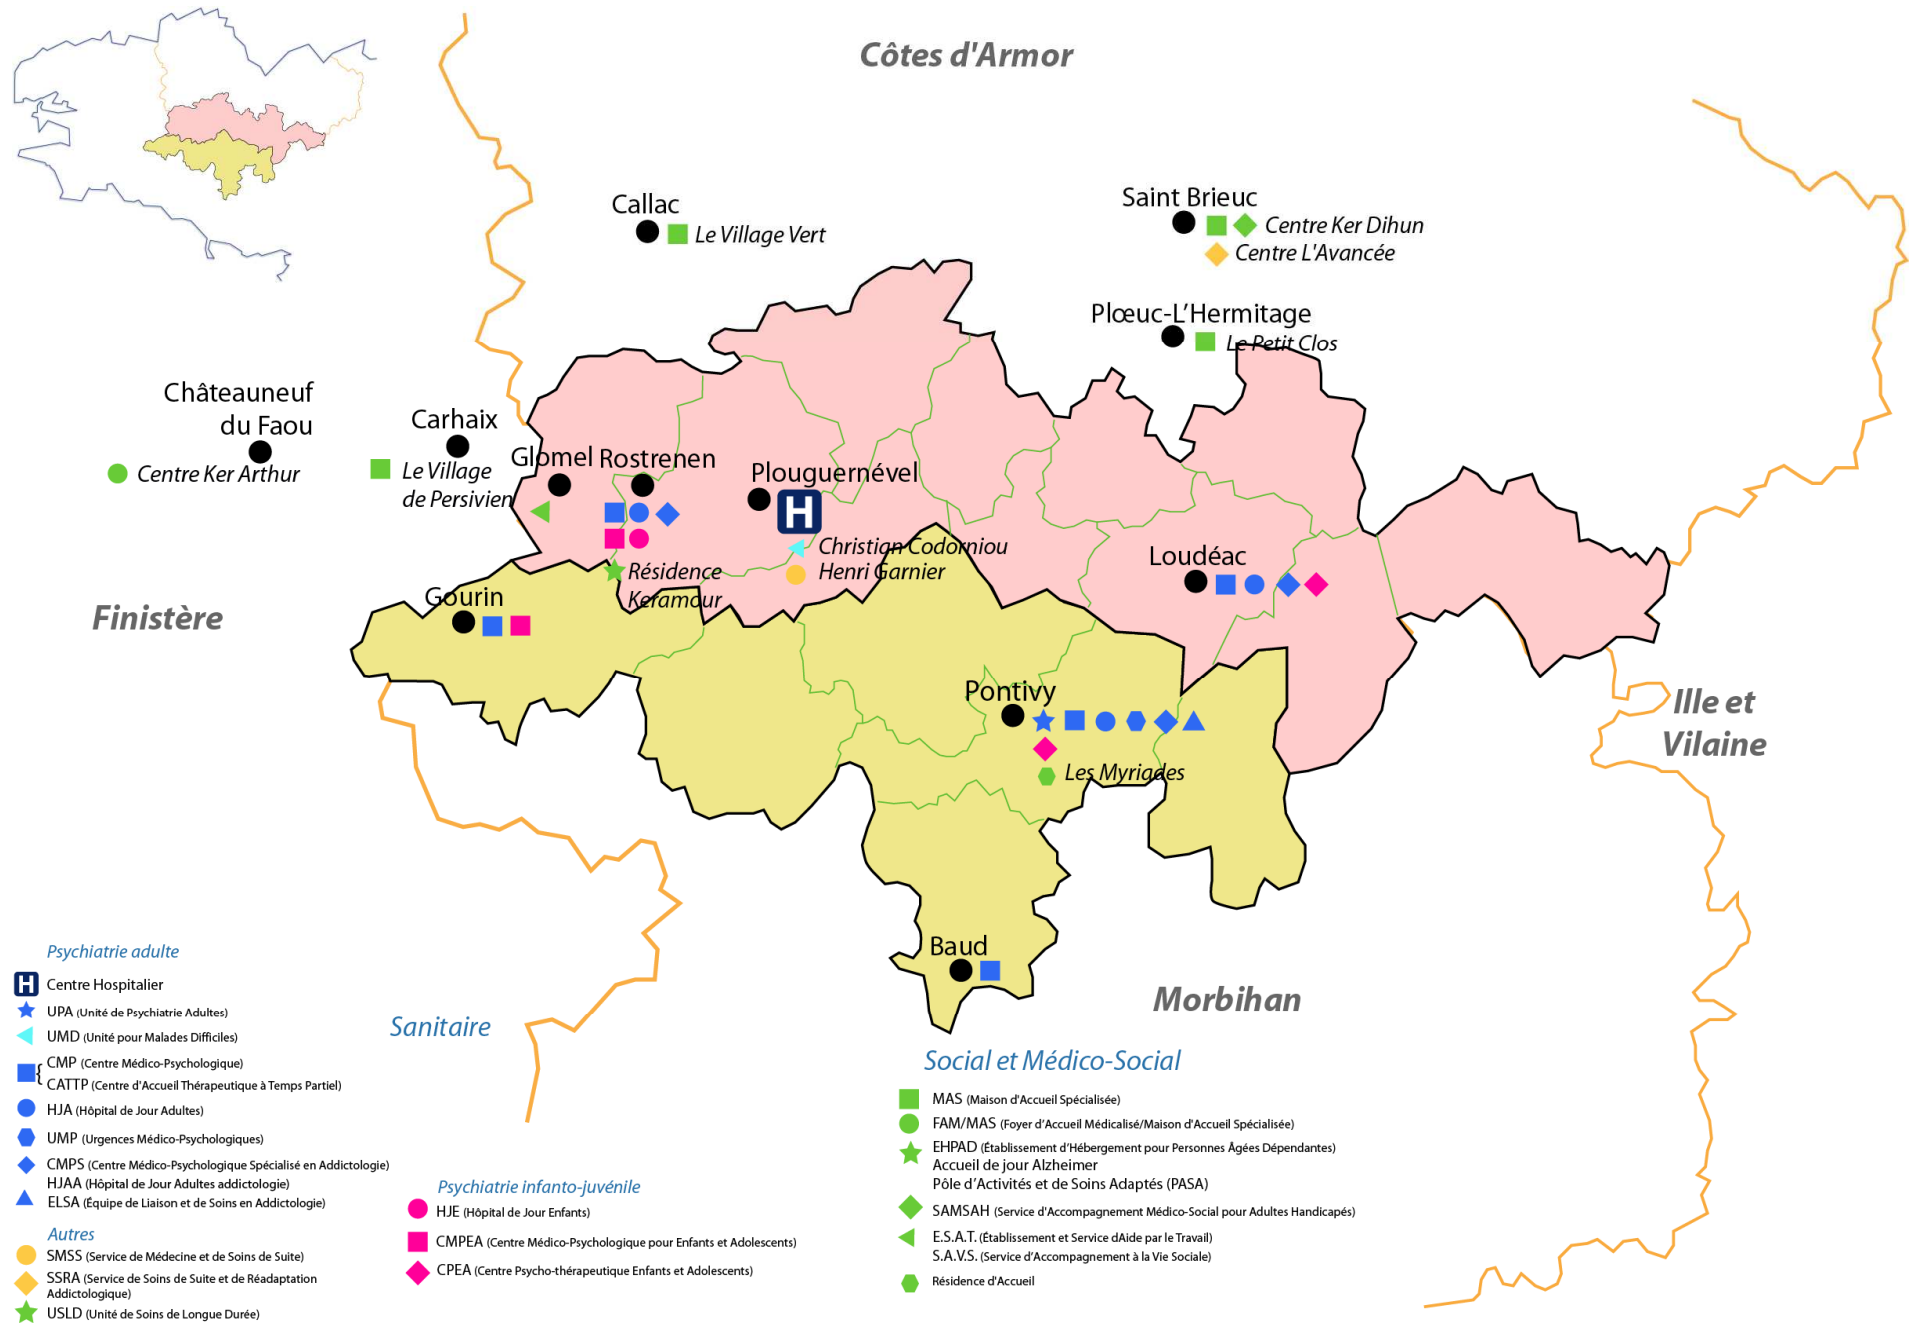 Côtes d'Armor
Callac
Le Village Vert
Saint Brieuc
Centre Ker Dihun
Centre L'Avancée
Plœuc-L'Hermitage
Le Petit Clos
Châteauneuf
du Faou
Centre Ker Arthur
Carhaix
Le Village
de Persivien
Glomel
Rostrenen
Plouguernével
H
Christian Codorniou
Henri Garnier
Résidence
Keramour
Loudéac
Gourin
Finistère
Pontivy
Les Myriades
Ille et
Vilaine
Baud
Morbihan
Sanitaire
Psychiatrie adulte
H Centre Hospitalier
UPA (Unité de Psychiatrie Adultes)
UMD (Unité pour Malades Difficiles)
CMP (Centre Médico-Psychologique)
CATTP (Centre d'Accueil Thérapeutique à Temps Partiel)
HJA (Hôpital de Jour Adultes)
UMP (Urgences Médico-Psychologiques)
CMPS (Centre Médico-Psychologique Spécialisé en Addictologie)
HJAA (Hôpital de Jour Adultes addictologie)
ELSA (Équipe de Liaison et de Soins en Addictologie)
Autres
SMSS (Service de Médecine et de Soins de Suite)
SSRA (Service de Soins de Suite et de Réadaptation
Addictologique)
USLD (Unité de Soins de Longue Durée)
Psychiatrie infanto-juvénile
HJE (Hôpital de Jour Enfants)
CMPEA (Centre Médico-Psychologique pour Enfants et Adolescents)
CPEA (Centre Psycho-thérapeutique Enfants et Adolescents)
Social et Médico-Social
MAS (Maison d'Accueil Spécialisée)
FAM/MAS (Foyer d'Accueil Médicalisé/Maison d'Accueil Spécialisée)
EHPAD (Établissement d'Hébergement pour Personnes Âgées Dépendantes)
Accueil de jour Alzheimer
Pôle d'Activités et de Soins Adaptés (PASA)
SAMSAH (Service d'Accompagnement Médico-Social pour Adultes Handicapés)
E.S.A.T. (Établissement et Service dAide par le Travail)
S.A.V.S. (Service d'Accompagnement à la Vie Sociale)
Résidence d'Accueil